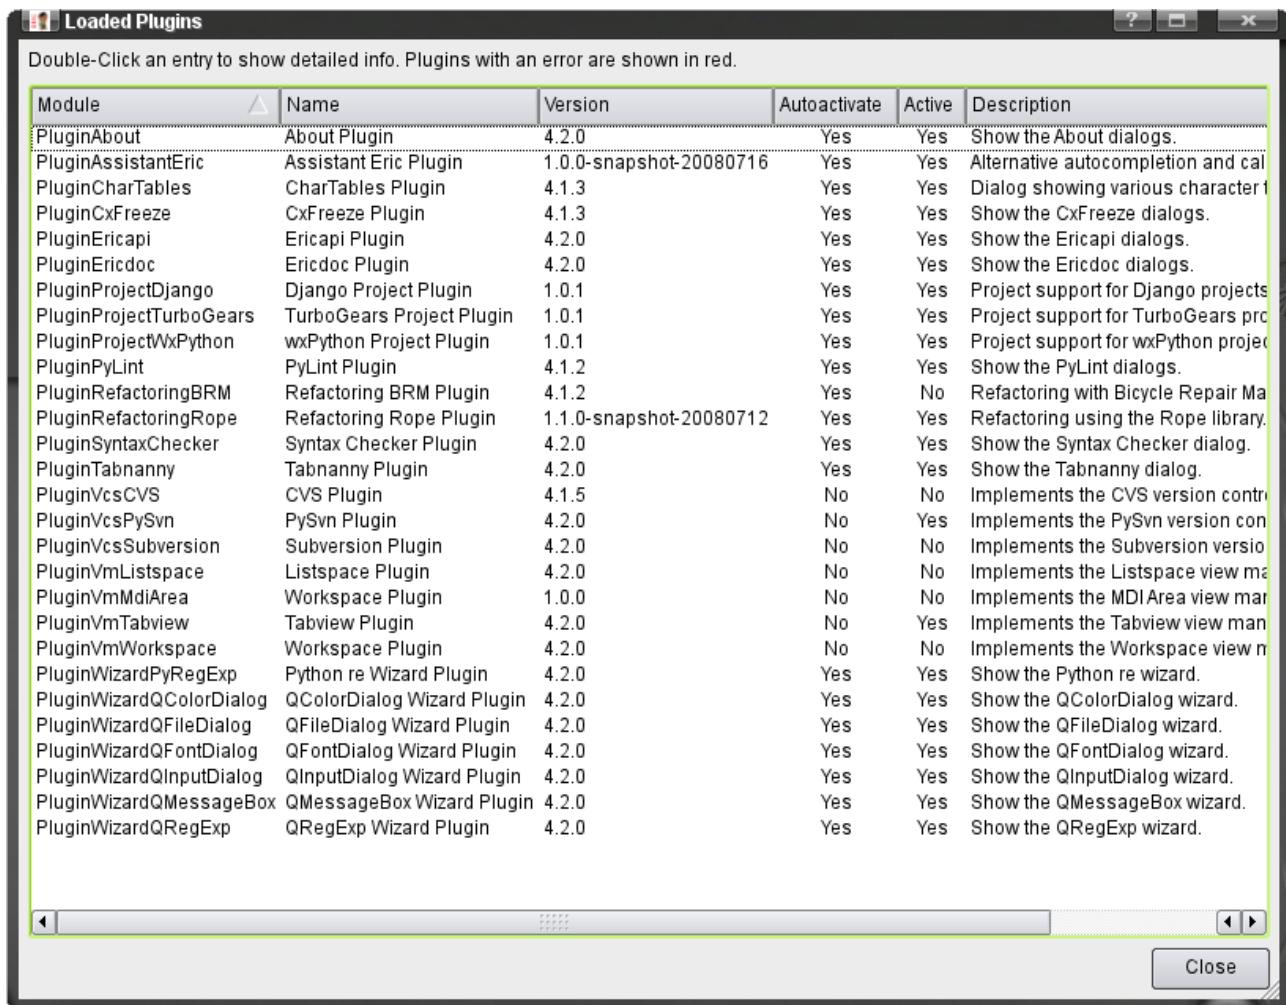 Loaded Plugins
Double-Click an entry to show detailed info. Plugins with an error are shown in red.
Module Name Version Autoactivate Active Description
PluginAbout About Plugin 4.2.0 Yes Yes Show the About dialogs.
PluginAssistantEric Assistant Eric Plugin 1.0.0-snapshot-20080716 Yes Yes Alternative autocompletion and cal
PluginCharTables CharTables Plugin 4.1.3 Yes Yes Dialog showing various character t
PluginCxFreeze CxFreeze Plugin 4.1.3 Yes Yes Show the CxFreeze dialogs.
PluginEricapi Ericapi Plugin 4.2.0 Yes Yes Show the Ericapi dialogs.
PluginEricdoc Ericdoc Plugin 4.2.0 Yes Yes Show the Ericdoc dialogs.
PluginProjectDjango Django Project Plugin 1.0.1 Yes Yes Project support for Django projects
PluginProjectTurboGears TurboGears Project Plugin 1.0.1 Yes Yes Project support for TurboGears pro
PluginProjectWxPython wxPython Project Plugin 1.0.1 Yes Yes Project support for wxPython projec
PluginPyLint PyLint Plugin 4.1.2 Yes Yes Show the PyLint dialogs.
PluginRefactoringBRM Refactoring BRM Plugin 4.1.2 Yes No Refactoring with Bicycle Repair Ma
PluginRefactoringRope Refactoring Rope Plugin 1.1.0-snapshot-20080712 Yes Yes Refactoring using the Rope library.
PluginSyntaxChecker Syntax Checker Plugin 4.2.0 Yes Yes Show the Syntax Checker dialog.
PluginTabnanny Tabnanny Plugin 4.2.0 Yes Yes Show the Tabnanny dialog.
PluginVcsCVS CVS Plugin 4.1.5 No No Implements the CVS version contr
PluginVcsPySvn PySvn Plugin 4.2.0 No Yes Implements the PySvn version con
PluginVcsSubversion Subversion Plugin 4.2.0 No No Implements the Subversion versio
PluginVmListspace Listspace Plugin 4.2.0 No No Implements the Listspace view ma
PluginVmMdiArea Workspace Plugin 1.0.0 No No Implements the MDI Area view mar
PluginVmTabview Tabview Plugin 4.2.0 No Yes Implements the Tabview view man
PluginVmWorkspace Workspace Plugin 4.2.0 No No Implements the Workspace view m
PluginWizardPyRegExp Python re Wizard Plugin 4.2.0 Yes Yes Show the Python re wizard.
PluginWizardQColorDialog QColorDialog Wizard Plugin 4.2.0 Yes Yes Show the QColorDialog wizard.
PluginWizardQFileDialog QFileDialog Wizard Plugin 4.2.0 Yes Yes Show the QFileDialog wizard.
PluginWizardQFontDialog QFontDialog Wizard Plugin 4.2.0 Yes Yes Show the QFontDialog wizard.
PluginWizardQInputDialog QInputDialog Wizard Plugin 4.2.0 Yes Yes Show the QInputDialog wizard.
PluginWizardQMessageBox QMessageBox Wizard Plugin 4.2.0 Yes Yes Show the QMessageBox wizard.
PluginWizardQRegExp QRegExp Wizard Plugin 4.2.0 Yes Yes Show the QRegExp wizard.
Close